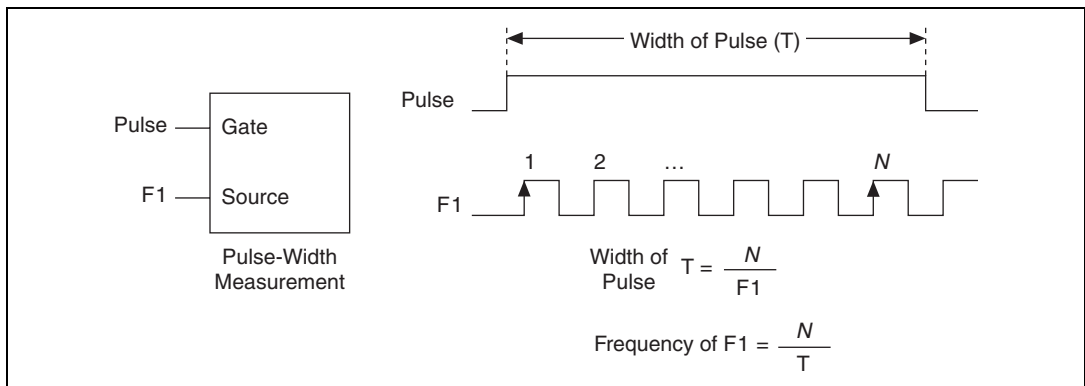 Width of Pulse (T)
Pulse
Pulse
Gate
F1
Source
Pulse-Width
Measurement
1 2 … N
F1
Width of
Pulse
T = N
F1
Frequency of F1 = N
T